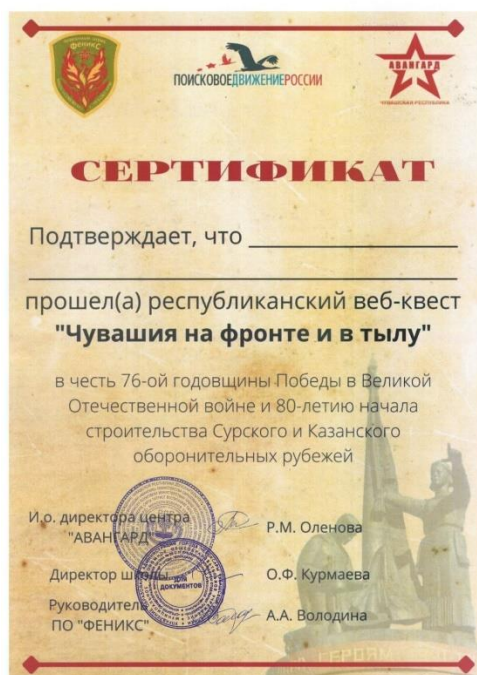 ФЕНИКС
ПОИСКОВОЕДВИЖЕНИЕРОССИИ
АВАНГАРД
ЧУВАШСКАЯ РЕСПУБЛИКА
СЕРТИФИКАТ
Подтверждает, что
прошел(а) республиканский веб-квест
"Чувашия на фронте и в тылу"
в честь 76-ой годовщины Победы в Великой
Отечественной войне и 80-летию начала
строительства Сурского и Казанского
оборонительных рубежей
И.о. директора центра
"АВАНГАРД"
Р.М. Оленова
Директор школы
О.Ф. Курмаева
ДЛЯ
ДОКУМЕНТОВ
Руководитель
ПО "ФЕНИКС"
А.А. Володина
ГЕРОЯМ